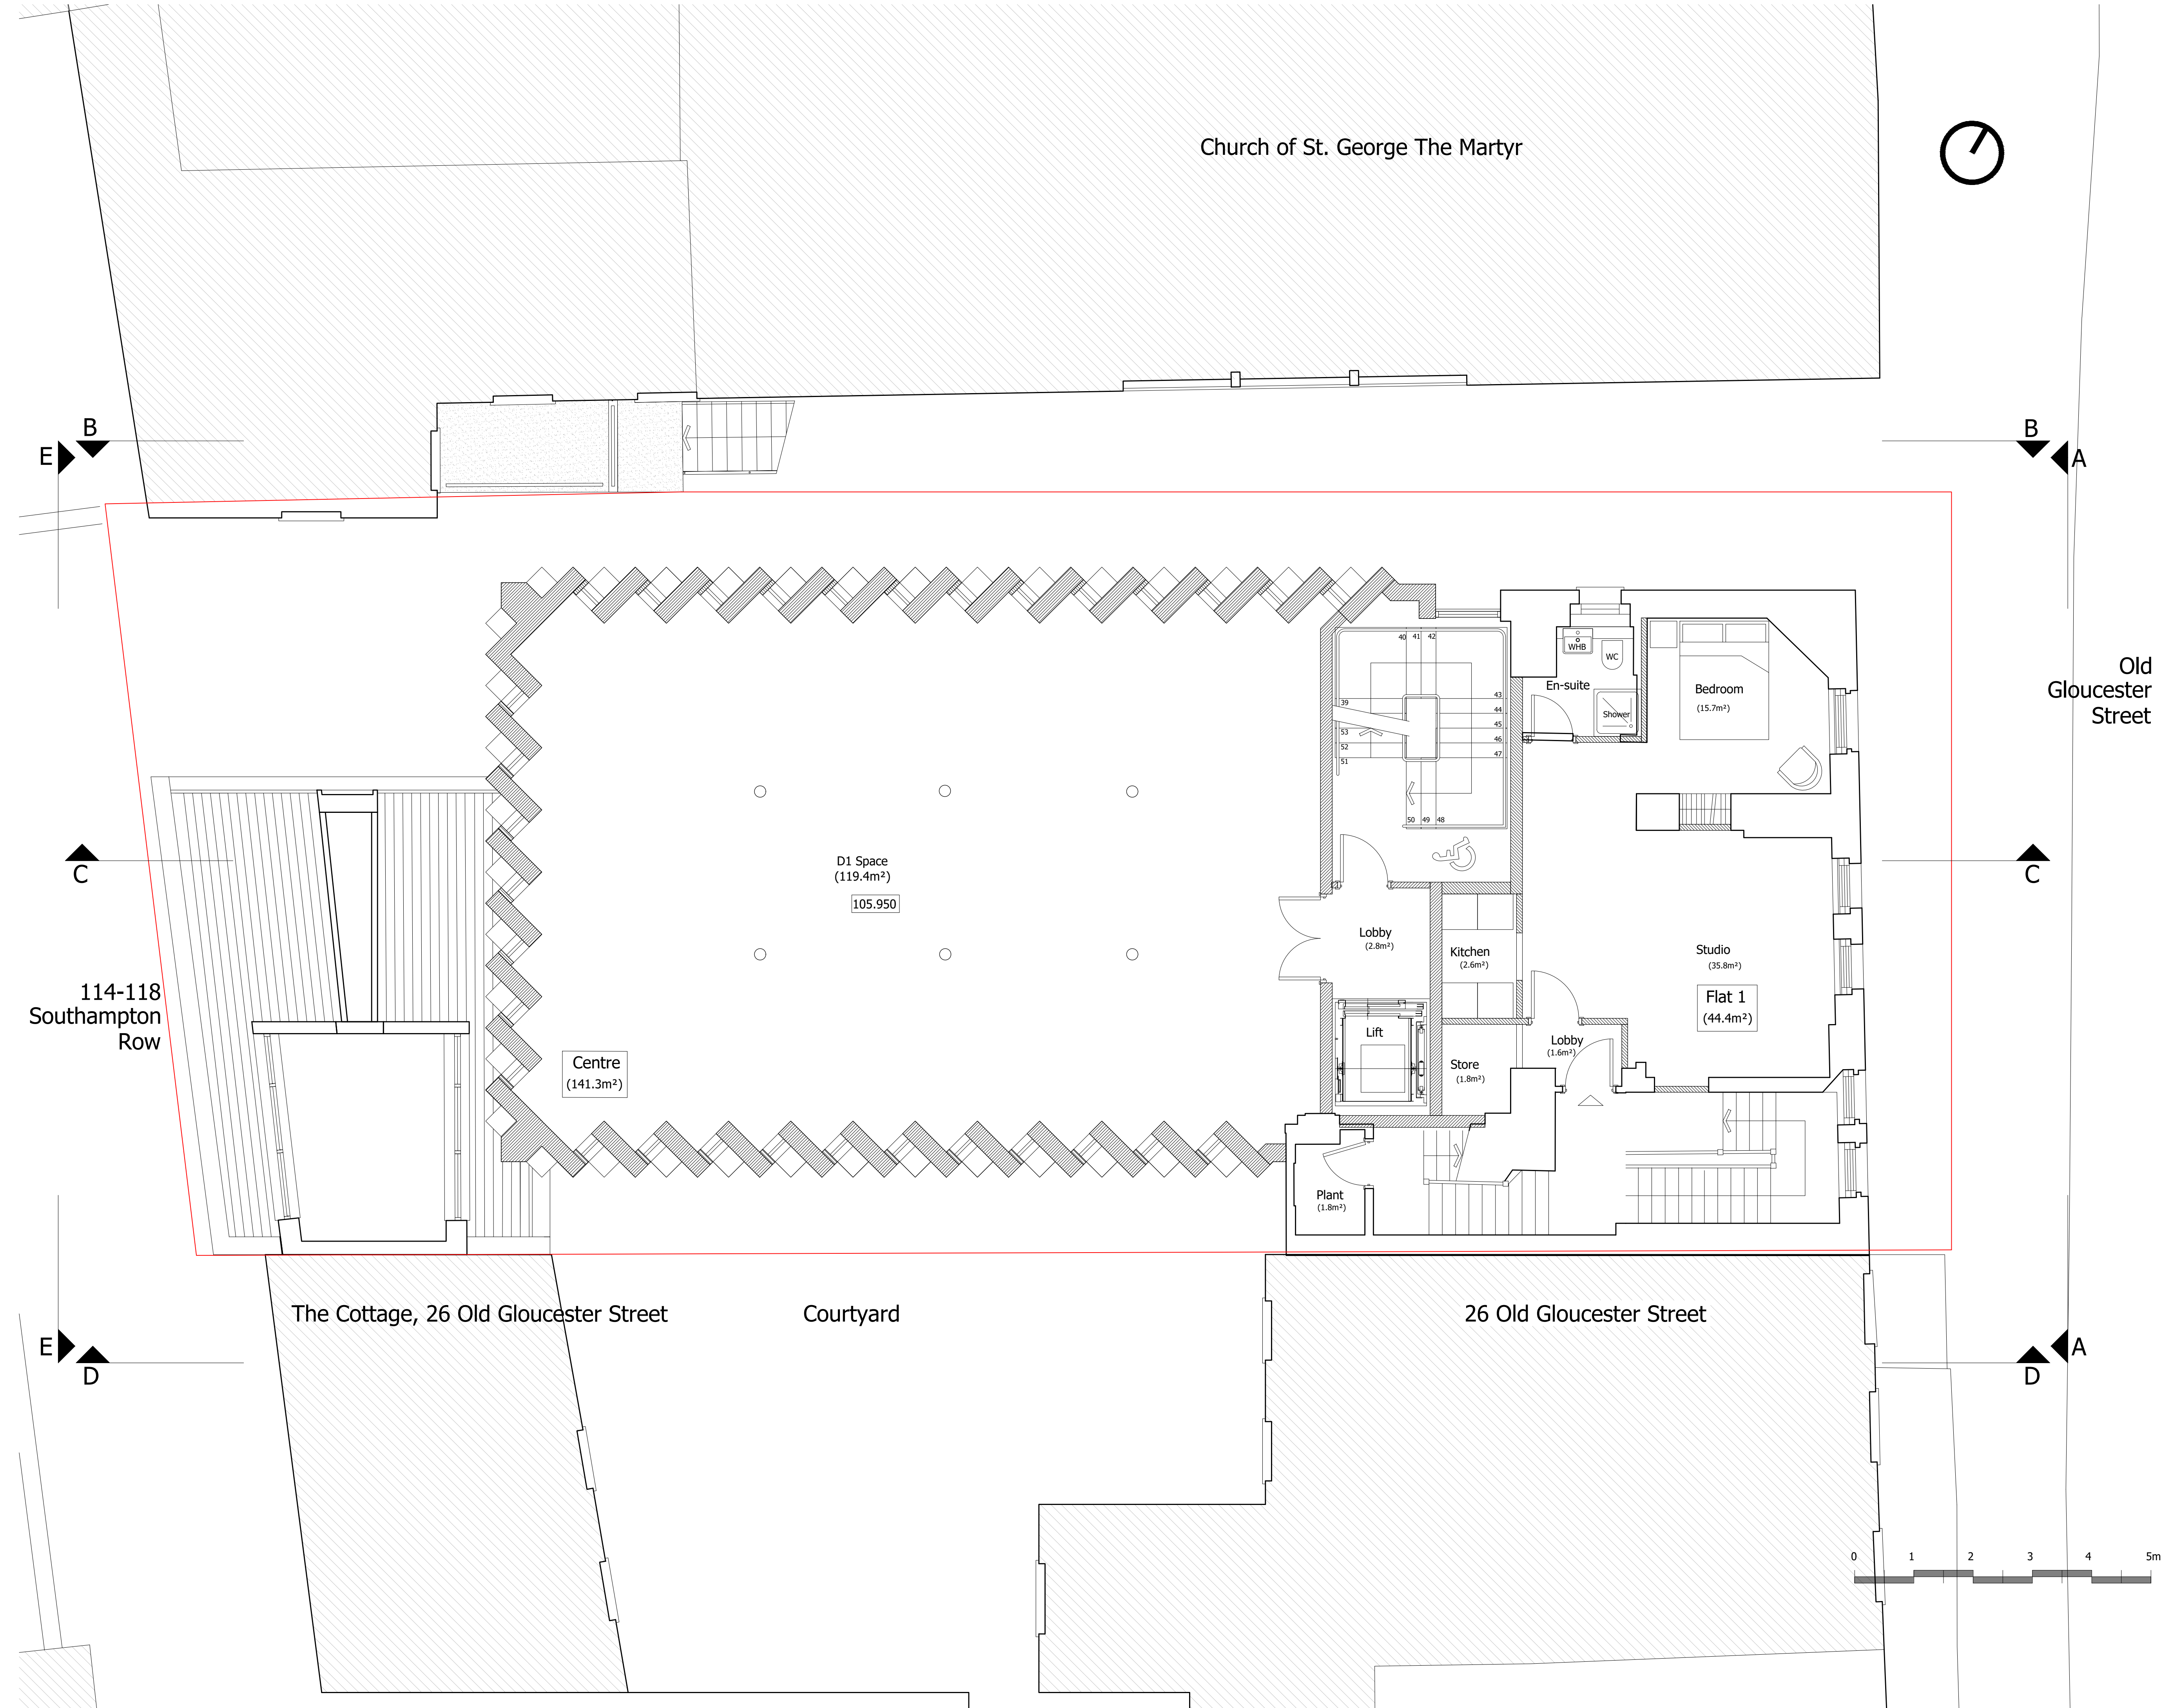 Church of St. George The Martyr
B
E
B
A
40
41
42
WHB
WC
En-suite
Shower
Bedroom
(15.7m²)
Old
Gloucester
Street
39
43
44
45
46
47
53
52
51
50
49
48
C
C
D1 Space
(119.4m²)
105.950
Lobby
(2.8m²)
Kitchen
(2.6m²)
Studio
(35.8m²)
Flat 1
(44.4m²)
114-118
Southampton
Row
Centre
(141.3m²)
Lift
Lobby
(1.6m²)
Store
(1.8m²)
Plant
(1.8m²)
The Cottage, 26 Old Gloucester Street
Courtyard
26 Old Gloucester Street
E
D
A
D
0 1 2 3 4 5m